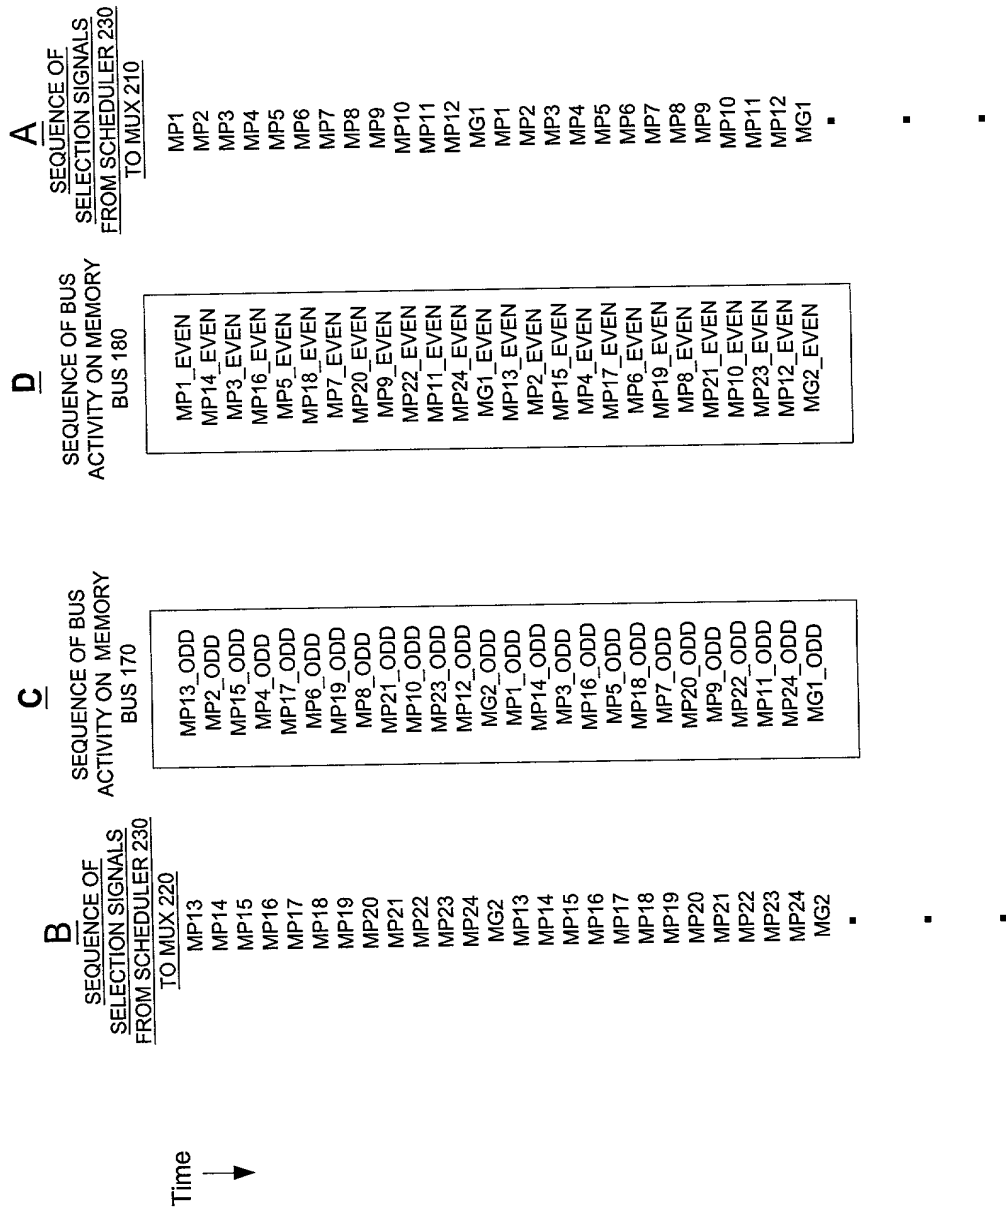 Time
B
SEQUENCE OF
SELECTION SIGNALS
FROM SCHEDULER 230
TO MUX 220
MP13
MP14
MP15
MP16
MP17
MP18
MP19
MP20
MP21
MP22
MP23
MP24
MG2
MP13
MP14
MP15
MP16
MP17
MP18
MP19
MP20
MP21
MP22
MP23
MP24
MG2
C
SEQUENCE OF BUS
ACTIVITY ON MEMORY
BUS 170
MP13_ODD
MP2_ODD
MP15_ODD
MP4_ODD
MP17_ODD
MP6_ODD
MP19_ODD
MP8_ODD
MP21_ODD
MP10_ODD
MP23_ODD
MP12_ODD
MG2_ODD
MP1_ODD
MP14_ODD
MP3_ODD
MP16_ODD
MP5_ODD
MP18_ODD
MP7_ODD
MP20_ODD
MP9_ODD
MP22_ODD
MP11_ODD
MP24_ODD
MG1_ODD
D
SEQUENCE OF BUS
ACTIVITY ON MEMORY
BUS 180
MP1_EVEN
MP14_EVEN
MP3_EVEN
MP16_EVEN
MP5_EVEN
MP18_EVEN
MP7_EVEN
MP20_EVEN
MP9_EVEN
MP22_EVEN
MP11_EVEN
MP24_EVEN
MG1_EVEN
MP13_EVEN
MP2_EVEN
MP15_EVEN
MP4_EVEN
MP17_EVEN
MP6_EVEN
MP19_EVEN
MP8_EVEN
MP21_EVEN
MP10_EVEN
MP23_EVEN
MP12_EVEN
MG2_EVEN
A
SEQUENCE OF
SELECTION SIGNALS
FROM SCHEDULER 230
TO MUX 210
MP1
MP2
MP3
MP4
MP5
MP6
MP7
MP8
MP9
MP10
MP11
MP12
MG1
MP1
MP2
MP3
MP4
MP5
MP6
MP7
MP8
MP9
MP10
MP11
MP12
MG1